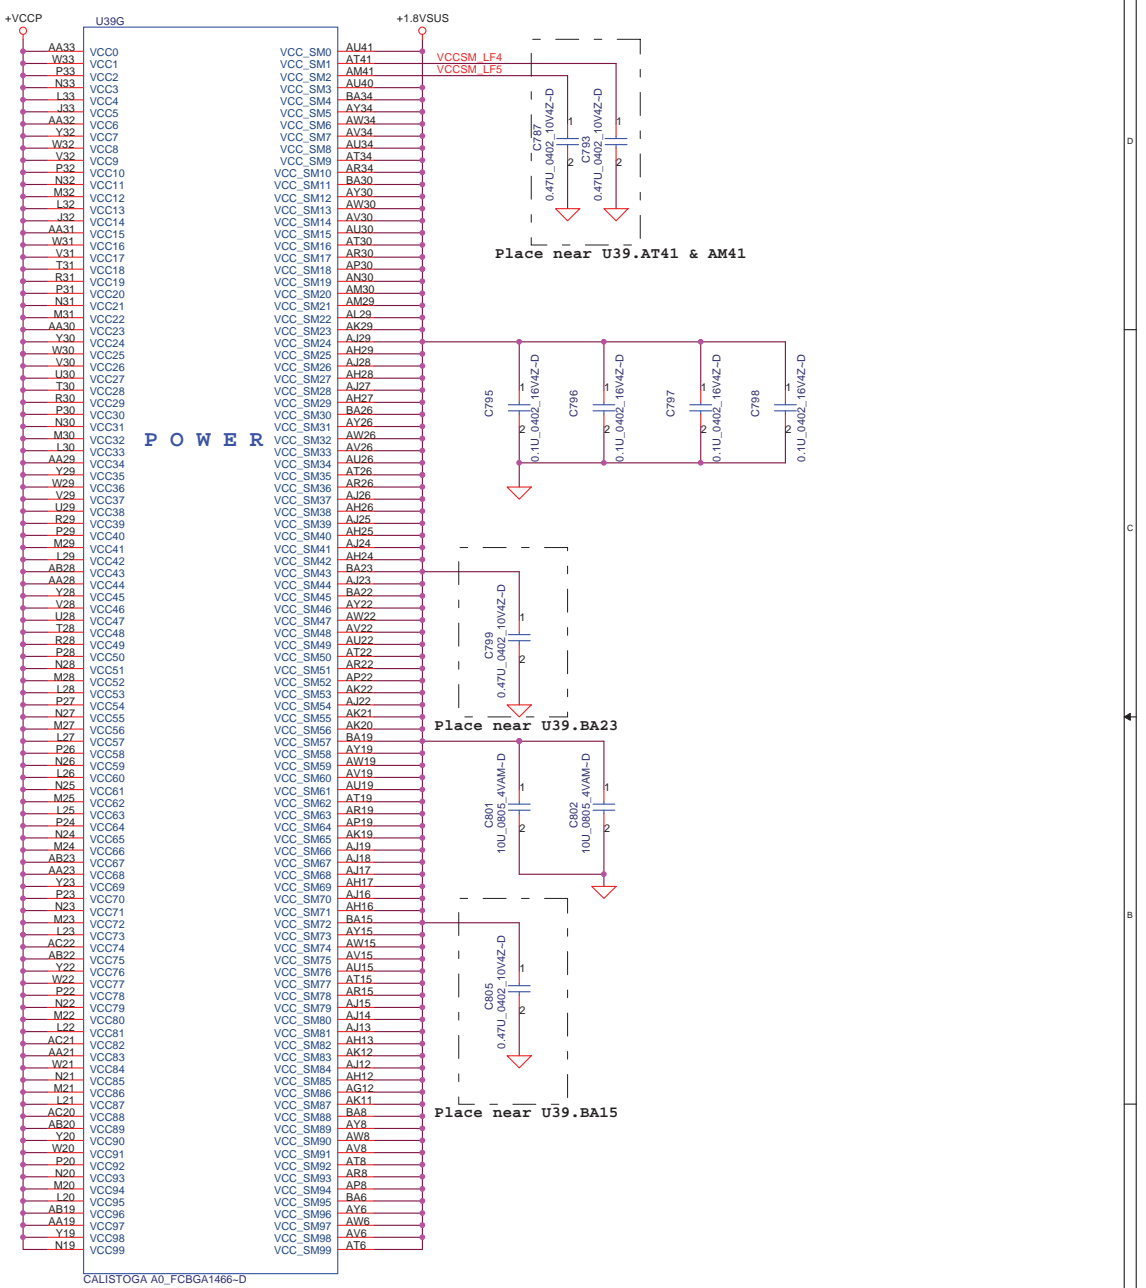 +VCCP
U39G
+1.8VSUS
AA33 VCC0 VCC_SM0 AU41
W33 VCC1 VCC_SM1 AT41 VCCSM_LF4
P33 VCC2 VCC_SM2 AM41 VCCSM_LF5
N33 VCC3 VCC_SM3 AU40
L33 VCC4 VCC_SM4 BA34
J33 VCC5 VCC_SM5 AY34
AA32 VCC6 VCC_SM6 AW34
Y32 VCC7 VCC_SM7 AV34
W32 VCC8 VCC_SM8 AU34
V32 VCC9 VCC_SM9 AT34
P32 VCC10 VCC_SM10 AR34
N32 VCC11 VCC_SM11 BA30
M32 VCC12 VCC_SM12 AY30
L32 VCC13 VCC_SM13 AW30
J32 VCC14 VCC_SM14 AV30
AA31 VCC15 VCC_SM15 AU30
W31 VCC16 VCC_SM16 AT30
V31 VCC17 VCC_SM17 AR30
T31 VCC18 VCC_SM18 AP30
R31 VCC19 VCC_SM19 AN30
P31 VCC20 VCC_SM20 AM30
N31 VCC21 VCC_SM21 AM29
M31 VCC22 VCC_SM22 AL29
AA30 VCC23 VCC_SM23 AK29
Y30 VCC24 VCC_SM24 AJ29
W30 VCC25 VCC_SM25 AH29
V30 VCC26 VCC_SM26 AJ28
U30 VCC27 VCC_SM27 AH28
T30 VCC28 VCC_SM28 AJ27
R30 VCC29 VCC_SM29 AH27
P30 VCC30 VCC_SM30 BA26
N30 VCC31 VCC_SM31 AY26
M30 VCC32 VCC_SM32 AW26
L30 VCC33 VCC_SM33 AV26
AA29 VCC34 VCC_SM34 AU26
Y29 VCC35 VCC_SM35 AT26
W29 VCC36 VCC_SM36 AR26
V29 VCC37 VCC_SM37 AJ26
U29 VCC38 VCC_SM38 AH26
R29 VCC39 VCC_SM39 AJ25
P29 VCC40 VCC_SM40 AH25
M29 VCC41 VCC_SM41 AJ24
L29 VCC42 VCC_SM42 AH24
AB28 VCC43 VCC_SM43 BA23
AA28 VCC44 VCC_SM44 AJ23
Y28 VCC45 VCC_SM45 BA22
V28 VCC46 VCC_SM46 AY22
U28 VCC47 VCC_SM47 AW22
T28 VCC48 VCC_SM48 AV22
R28 VCC49 VCC_SM49 AU22
P28 VCC50 VCC_SM50 AT22
N28 VCC51 VCC_SM51 AR22
M28 VCC52 VCC_SM52 AP22
L28 VCC53 VCC_SM53 AK22
P27 VCC54 VCC_SM54 AJ22
N27 VCC55 VCC_SM55 AK21
M27 VCC56 VCC_SM56 AK20
L27 VCC57 VCC_SM57 BA19
P26 VCC58 VCC_SM58 AY19
N26 VCC59 VCC_SM59 AW19
L26 VCC60 VCC_SM60 AV19
N25 VCC61 VCC_SM61 AU19
M25 VCC62 VCC_SM62 AT19
L25 VCC63 VCC_SM63 AR19
P24 VCC64 VCC_SM64 AP19
N24 VCC65 VCC_SM65 AK19
M24 VCC66 VCC_SM66 AJ19
AB23 VCC67 VCC_SM67 AJ18
AA23 VCC68 VCC_SM68 AJ17
Y23 VCC69 VCC_SM69 AH17
P23 VCC70 VCC_SM70 AJ16
N23 VCC71 VCC_SM71 AH16
M23 VCC72 VCC_SM72 BA15
L23 VCC73 VCC_SM73 AY15
AC22 VCC74 VCC_SM74 AW15
AB22 VCC75 VCC_SM75 AV15
Y22 VCC76 VCC_SM76 AU15
W22 VCC77 VCC_SM77 AT15
P22 VCC78 VCC_SM78 AR15
N22 VCC79 VCC_SM79 AJ15
M22 VCC80 VCC_SM80 AJ14
L22 VCC81 VCC_SM81 AJ13
AC21 VCC82 VCC_SM82 AH13
AA21 VCC83 VCC_SM83 AK12
W21 VCC84 VCC_SM84 AJ12
N21 VCC85 VCC_SM85 AH12
M21 VCC86 VCC_SM86 AG12
L21 VCC87 VCC_SM87 AK11
AC20 VCC88 VCC_SM88 BA8
AB20 VCC89 VCC_SM89 AY8
Y20 VCC90 VCC_SM90 AW8
W20 VCC91 VCC_SM91 AV8
P20 VCC92 VCC_SM92 AT8
N20 VCC93 VCC_SM93 AR8
M20 VCC94 VCC_SM94 AP8
L20 VCC95 VCC_SM95 BA6
AB19 VCC96 VCC_SM96 AY6
AA19 VCC97 VCC_SM97 AW6
Y19 VCC98 VCC_SM98 AV6
N19 VCC99 VCC_SM99 AT6
POWER
CALISTOGA A0_FCBGA1466~D
C787
0.47U_0402_10V4Z~D
1
2
C793
0.47U_0402_10V4Z~D
1
2
Place near U39.AT41 & AM41
C795
0.1U_0402_16V4Z~D
1
2
C796
0.1U_0402_16V4Z~D
1
2
C797
0.1U_0402_16V4Z~D
1
2
C798
0.1U_0402_16V4Z~D
1
2
C799
0.47U_0402_10V4Z~D
1
2
Place near U39.BA23
C801
10U_0805_4VAM~D
1
2
C802
10U_0805_4VAM~D
1
2
C805
0.47U_0402_10V4Z~D
1
2
Place near U39.BA15
D
C
B